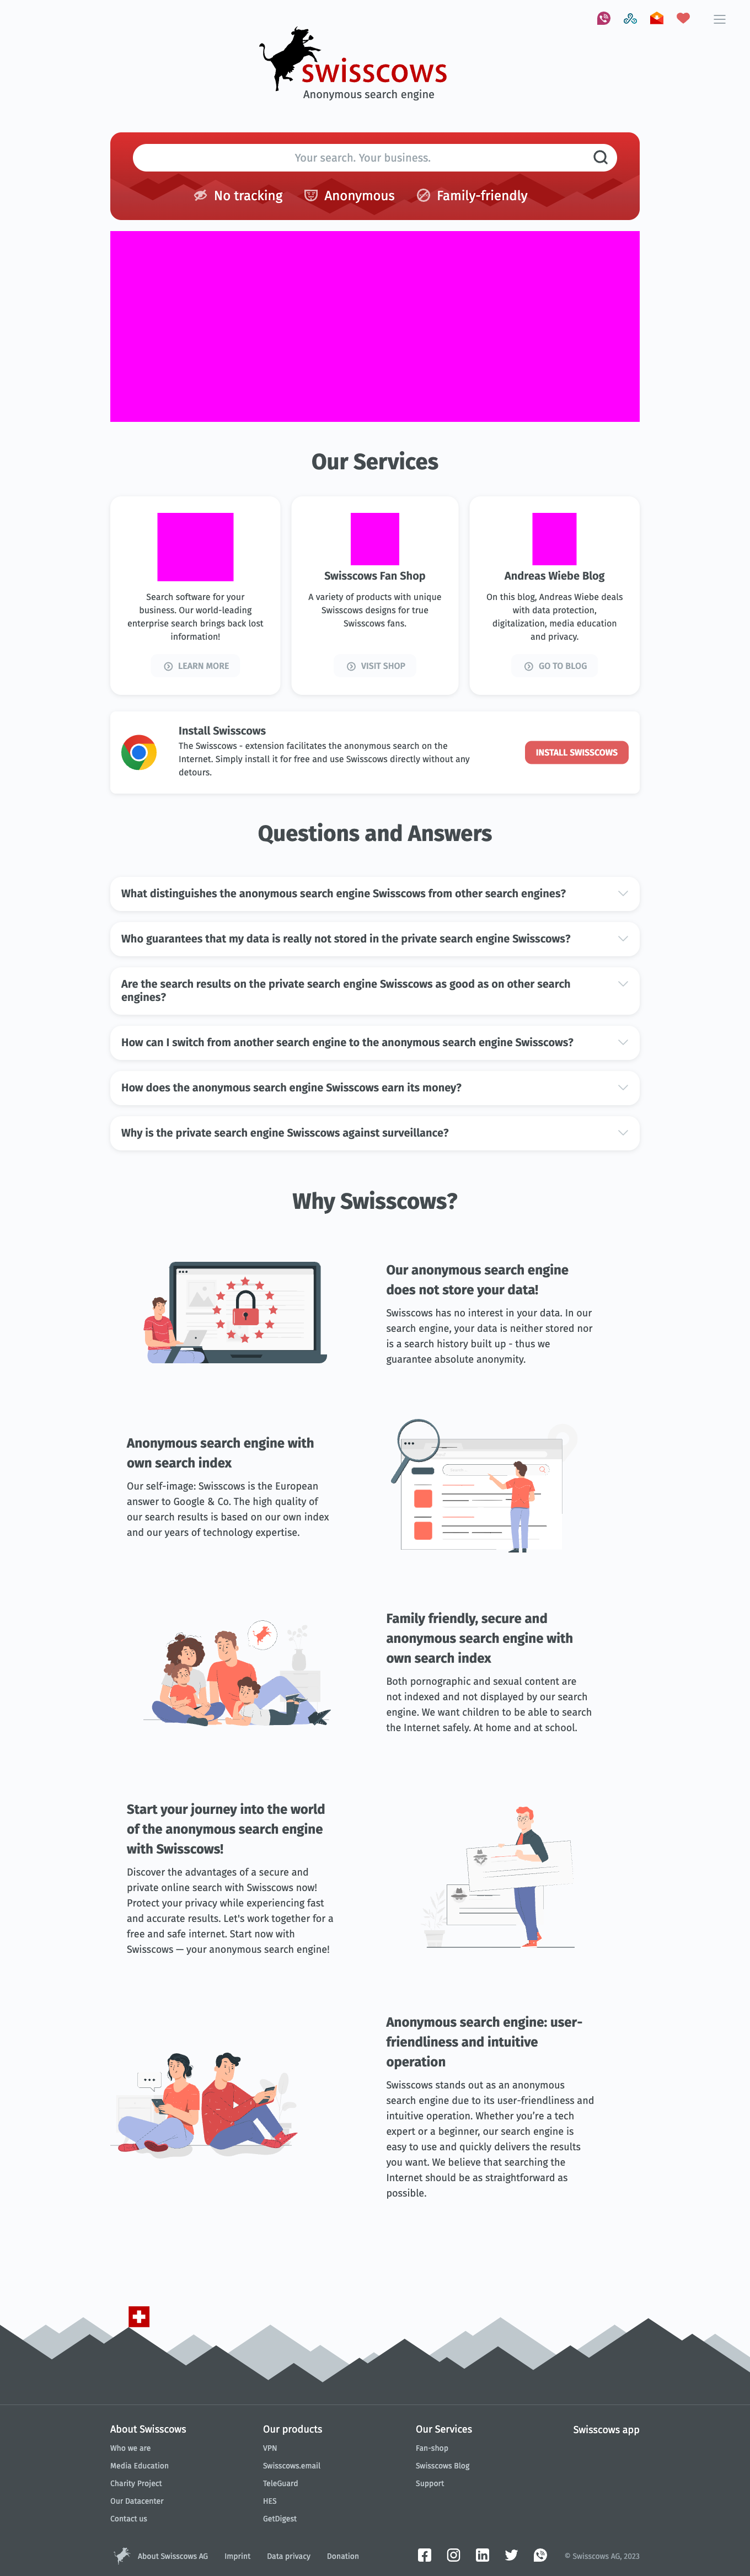 swisscows
Anonymous search engine
Your search. Your business.
No tracking
Anonymous
Family-friendly
Our Services
Search software for your
business. Our world-leading
enterprise search brings back lost
information!
LEARN MORE
Swisscows Fan Shop
A variety of products with unique
Swisscows designs for true
Swisscows fans.
VISIT SHOP
Andreas Wiebe Blog
On this blog, Andreas Wiebe deals
with data protection,
digitalization, media education
and privacy.
GO TO BLOG
Install Swisscows
The Swisscows - extension facilitates the anonymous search on the
Internet. Simply install it for free and use Swisscows directly without any
detours.
INSTALL SWISSCOWS
Questions and Answers
What distinguishes the anonymous search engine Swisscows from other search engines?
Who guarantees that my data is really not stored in the private search engine Swisscows?
Are the search results on the private search engine Swisscows as good as on other search
engines?
How can I switch from another search engine to the anonymous search engine Swisscows?
How does the anonymous search engine Swisscows earn its money?
Why is the private search engine Swisscows against surveillance?
Why Swisscows?
Our anonymous search engine
does not store your data!
Swisscows has no interest in your data. In our
search engine, your data is neither stored nor
is a search history built up - thus we
guarantee absolute anonymity.
Anonymous search engine with
own search index
Our self-image: Swisscows is the European
answer to Google & Co. The high quality of
our search results is based on our own index
and our years of technology expertise.
Family friendly, secure and
anonymous search engine with
own search index
Both pornographic and sexual content are
not indexed and not displayed by our search
engine. We want children to be able to search
the Internet safely. At home and at school.
Start your journey into the world
of the anonymous search engine
with Swisscows!
Discover the advantages of a secure and
private online search with Swisscows now!
Protect your privacy while experiencing fast
and accurate results. Let's work together for a
free and safe internet. Start now with
Swisscows — your anonymous search engine!
Anonymous search engine: user-
friendliness and intuitive
operation
Swisscows stands out as an anonymous
search engine due to its user-friendliness and
intuitive operation. Whether you're a tech
expert or a beginner, our search engine is
easy to use and quickly delivers the results
you want. We believe that searching the
Internet should be as straightforward as
possible.
About Swisscows
Who we are
Media Education
Charity Project
Our Datacenter
Contact us
Our products
VPN
Swisscows.email
TeleGuard
HES
GetDigest
Our Services
Fan-shop
Swisscows Blog
Support
Swisscows app
About Swisscows AG
Imprint
Data privacy
Donation
© Swisscows AG, 2023